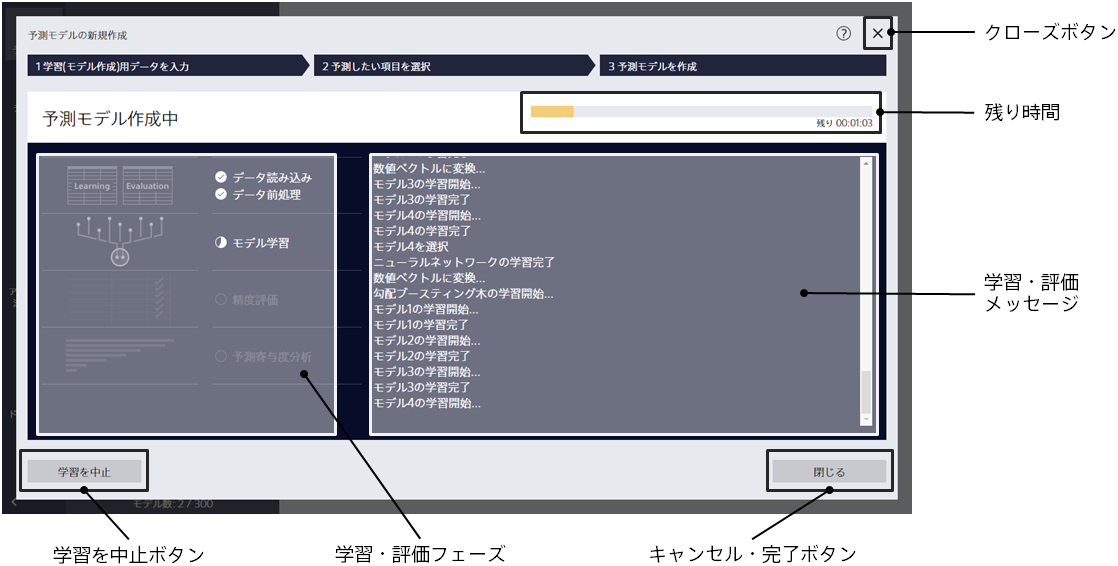 予測モデルの新規作成
?
クローズボタン
1 学習(モデル作成)用データを入力
2 予測したい項目を選択
3 予測モデルを作成
予測モデル作成中
残り 00:01:03
残り時間
Learning
Evaluation
データ読み込み
データ前処理
モデル学習
精度評価
予測寄与度分析
数値ベクトルに変換...
モデル3の学習開始...
モデル3の学習完了
モデル4の学習開始...
モデル4の学習完了
モデル4を選択
ニューラルネットワークの学習完了
数値ベクトルに変換...
勾配ブースティング木の学習開始...
モデル1の学習開始...
モデル1の学習完了
モデル2の学習開始...
モデル2の学習完了
モデル3の学習開始...
モデル3の学習完了
モデル4の学習開始...
学習・評価
メッセージ
学習を中止
閉じる
モデル数: 27300
学習を中止ボタン
学習・評価フェーズ
キャンセル・完了ボタン